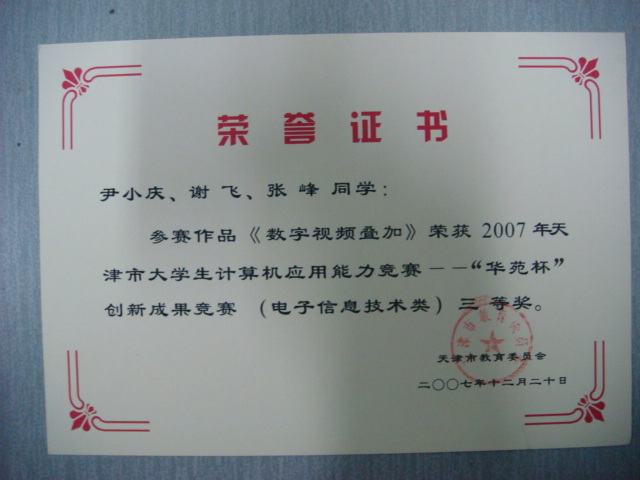 荣誉证书
尹小庆、谢飞、张峰同学：
参赛作品《数字视频叠加》荣获2007年天
津市大学生计算机应用能力竞赛——“华苑杯”
创新成果竞赛（电子信息技术类）三等奖。
天津市教育委员会
二〇〇七年十二月二十日